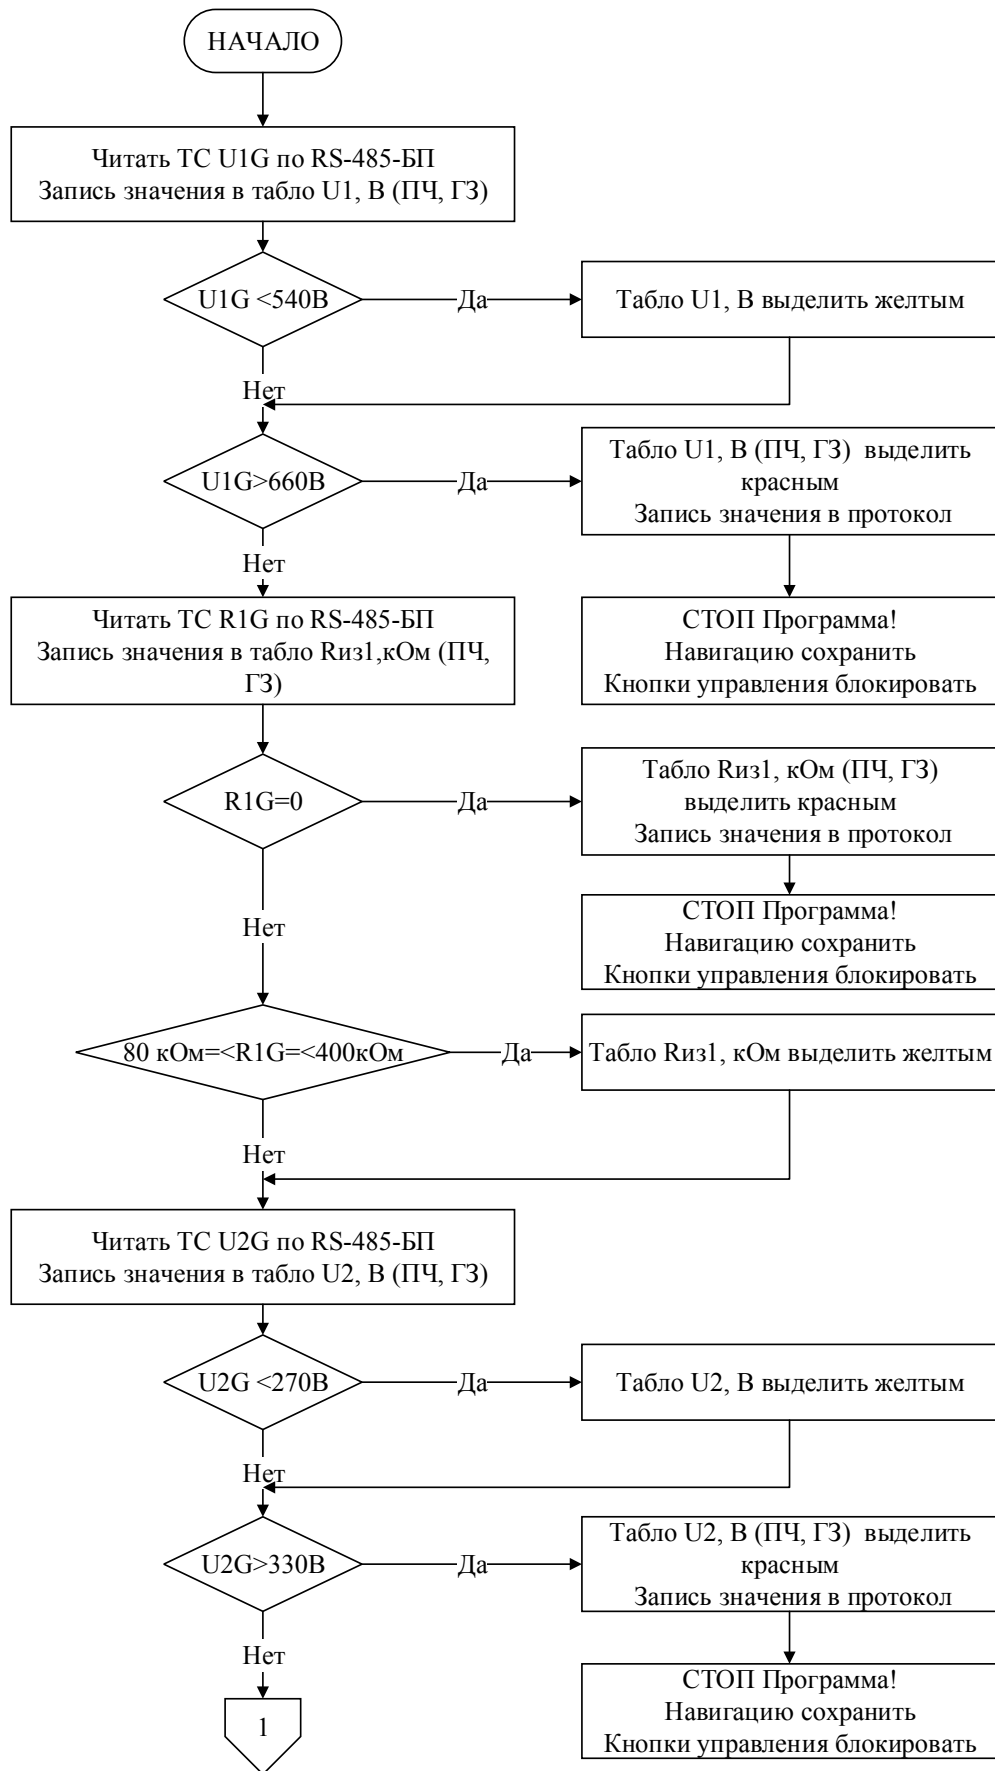 НАЧАЛО
Читать ТС U1G по RS-485-БП
Запись значения в табло U1, В (ПЧ, ГЗ)
U1G <540В
Да
Табло U1, В выделить желтым
Нет
U1G>660В
Да
Табло U1, В (ПЧ, ГЗ)  выделить
красным
Запись значения в протокол
Нет
Читать ТС R1G по RS-485-БП
Запись значения в табло Rиз1,кОм (ПЧ,
ГЗ)
СТОП Программа!
Навигацию сохранить
Кнопки управления блокировать
R1G=0
Да
Табло Rиз1, кОм (ПЧ, ГЗ)
выделить красным
Запись значения в протокол
Нет
СТОП Программа!
Навигацию сохранить
Кнопки управления блокировать
80 кОм=<R1G=<400кОм
Да
Табло Rиз1, кОм выделить желтым
Нет
Читать ТС U2G по RS-485-БП
Запись значения в табло U2, В (ПЧ, ГЗ)
U2G <270В
Да
Табло U2, В выделить желтым
Нет
U2G>330В
Да
Табло U2, В (ПЧ, ГЗ)  выделить
красным
Запись значения в протокол
Нет
СТОП Программа!
Навигацию сохранить
Кнопки управления блокировать
1